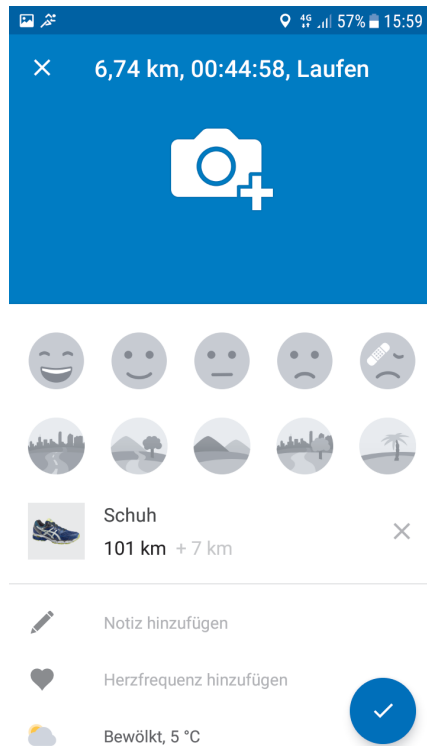 4G 57% 15:59
6,74 km, 00:44:58, Laufen
Schuh
101 km + 7 km
Notiz hinzufügen
Herzfrequenz hinzufügen
Bewölkt, 5 °C